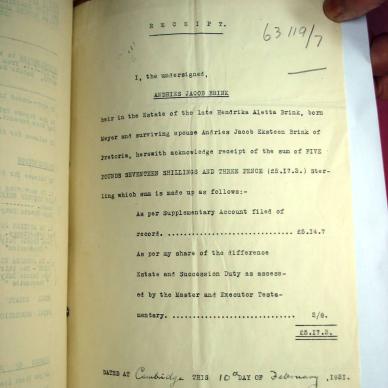 R E C E I P T.
63119/7
I, the undersigned,
ANDRIES JACOB BRINK
heir in the Estate of the late Hendrika Aletta Brink, born
Meyer and surviving spouse Andries Jacob Eksteen Brink of
Pretoria, herewith acknowledge receipt of the sum of FIVE
POUNDS SEVENTEEN SHILLINGS AND THREE PENCE (£5.17.3.) Ster-
ling which sum is made up as follows:-
As per Supplementary Account filed of
record. ............................. £5.14.7
As per my share of the difference
Estate and Succession Duty as assess-
ed by the Master and Executor Testa-
mentary. ............................ 2/8.
£5.17.3.
DATED AT Cambridge THIS 10th DAY OF February, 1931.